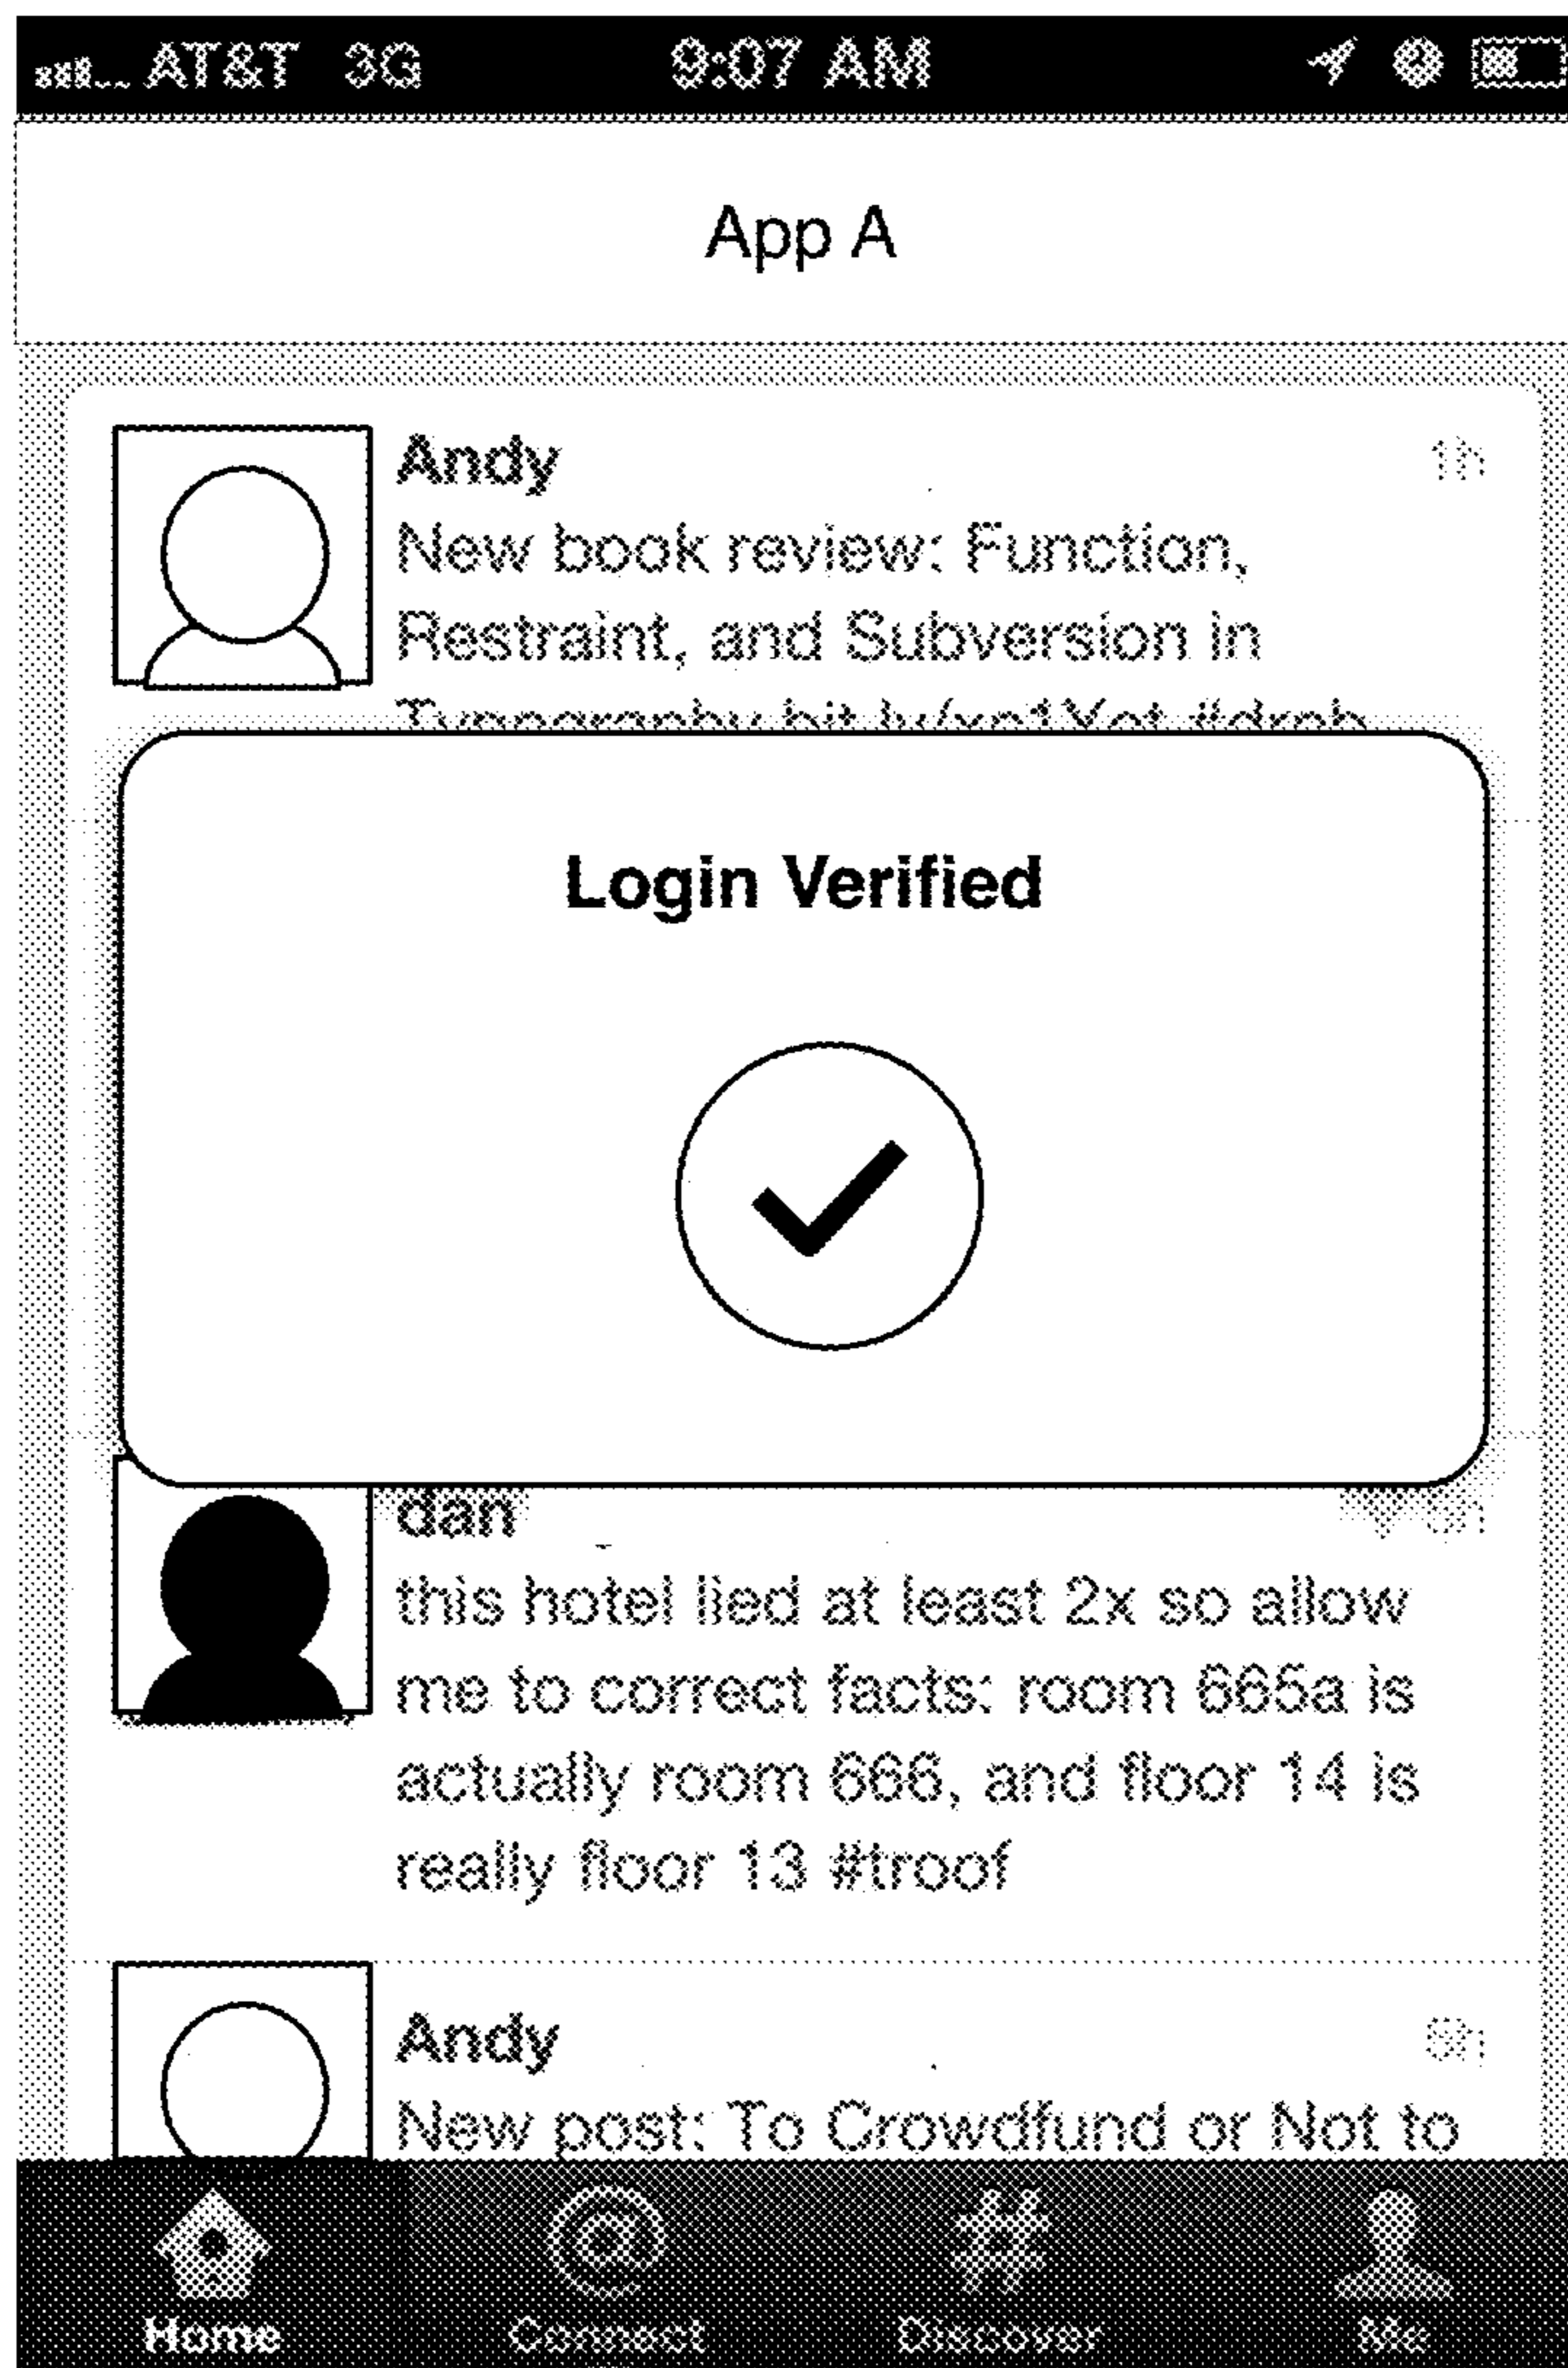 AT&T 3G 9:07 AM
App A
Andy 1h
New book review: Function,
Restraint, and Subversion in
Typography
Login Verified
dan
this hotel lied at least 2x so allow
me to correct facts: room 665a is
actually room 666, and floor 14 is
really floor 13 #troof
Andy
New post: To Crowdfund or Not to
Home Connect Discover Me